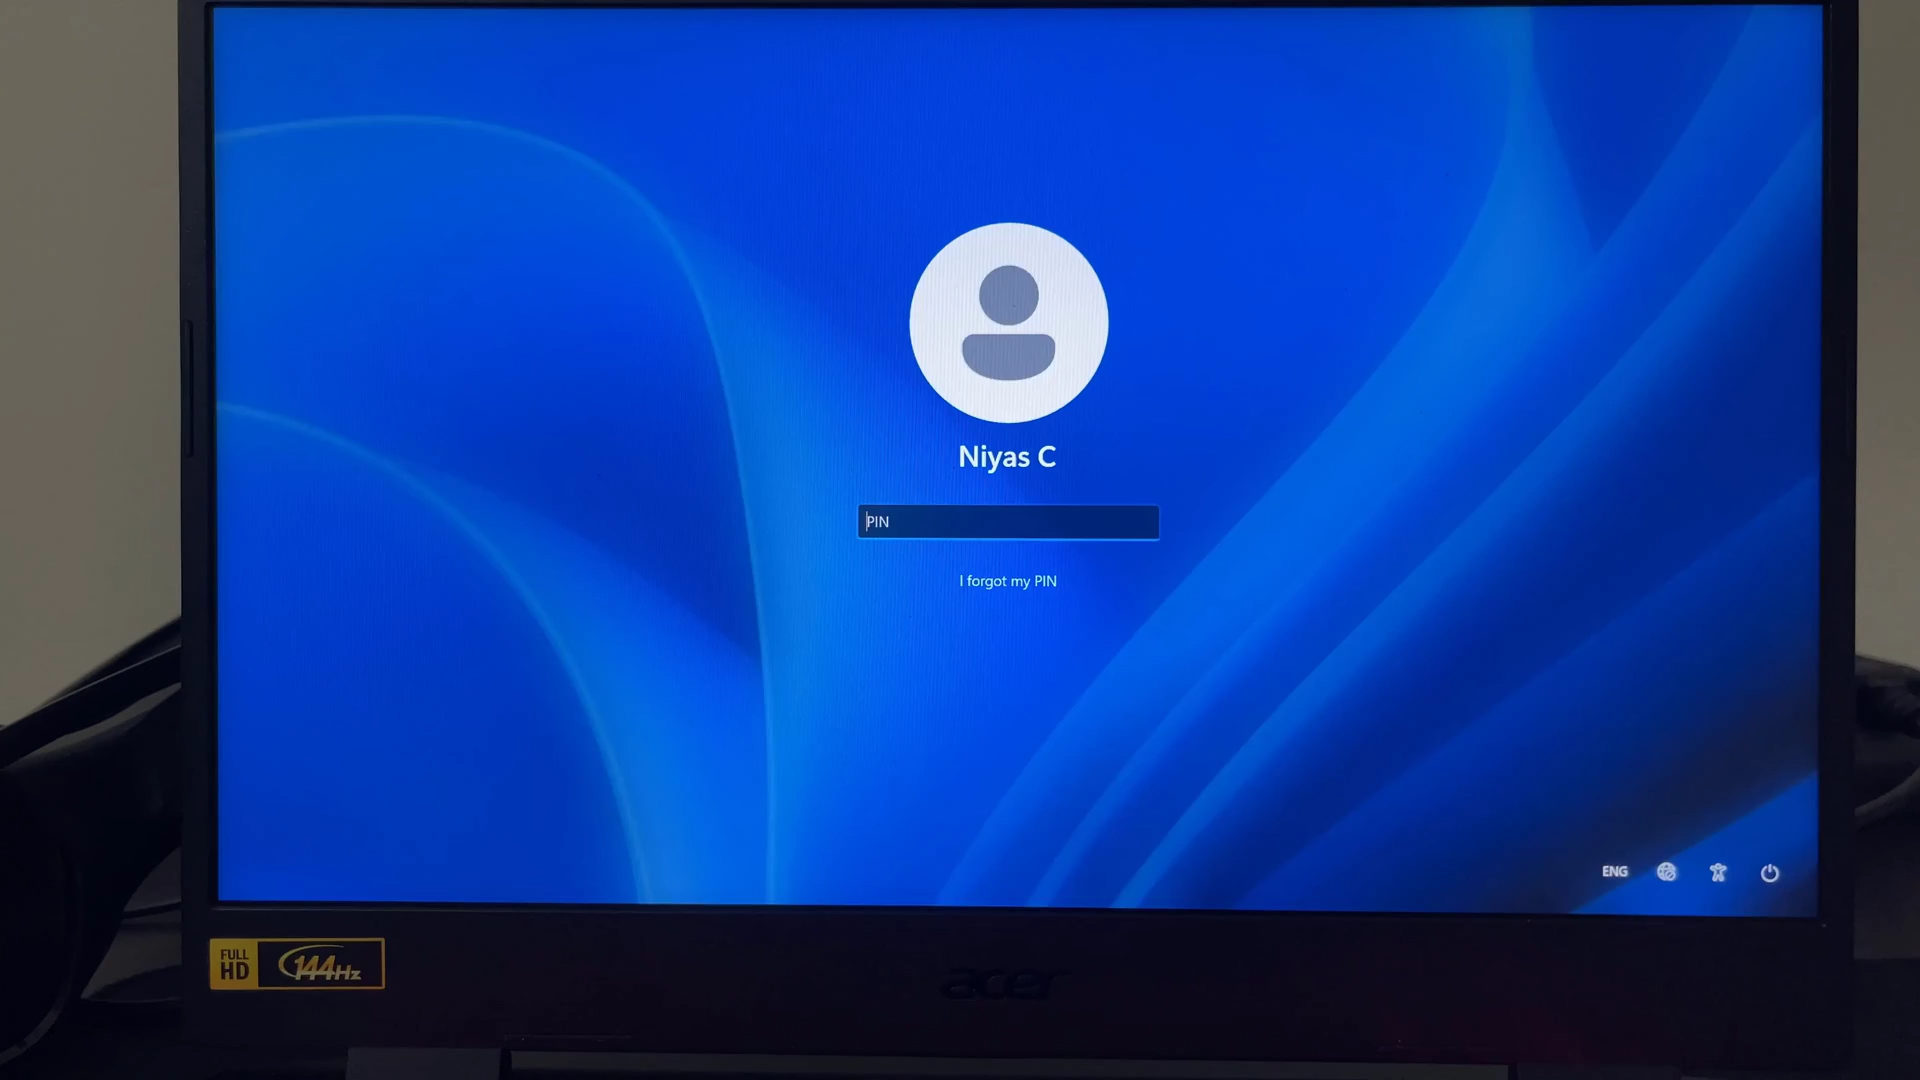 Niyas C
PIN
I forgot my PIN
ENG
FULL
HD
144Hz
acer